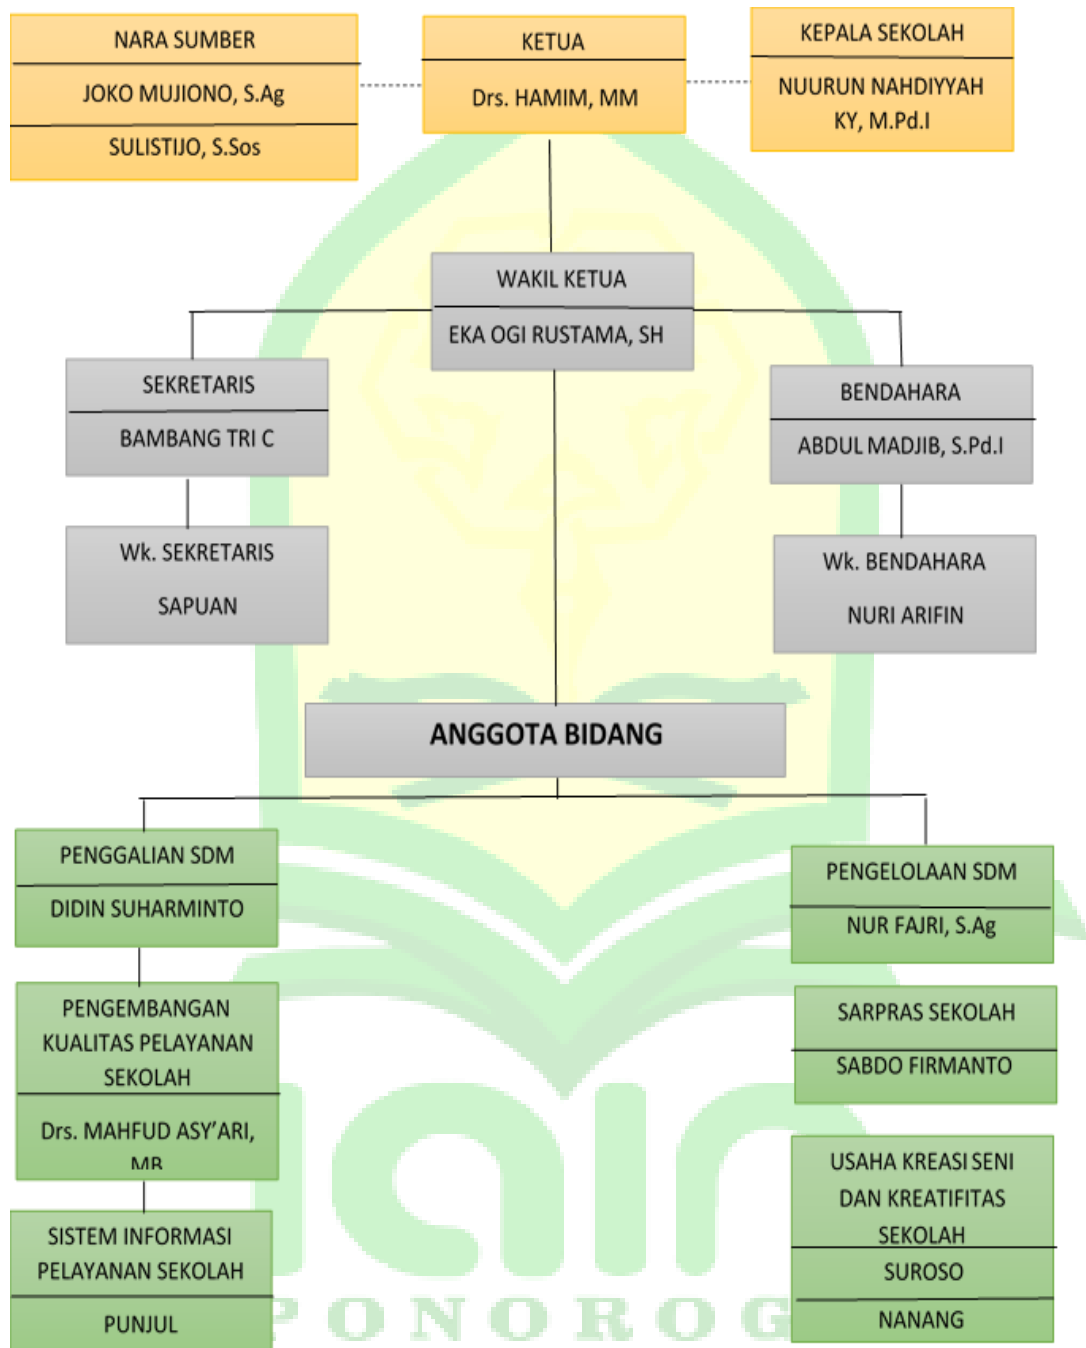 NARA SUMBER
JOKO MUJIONO, S.Ag
SULISTIJO, S.Sos
KETUA
Drs. HAMIM, MM
KEPALA SEKOLAH
NUURUN NAHDIYYAH
KY, M.Pd.I
WAKIL KETUA
EKA OGI RUSTAMA, SH
SEKRETARIS
BAMBANG TRI C
BENDAHARA
ABDUL MADJIB, S.Pd.I
Wk. SEKRETARIS
SAPUAN
Wk. BENDAHARA
NURI ARIFIN
ANGGOTA BIDANG
PENGGALIAN SDM
DIDIN SUHARMINTO
PENGELOLAAN SDM
NUR FAJRI, S.Ag
PENGEMBANGAN
KUALITAS PELAYANAN
SEKOLAH
Drs. MAHFUD ASY'ARI,
MB
SARPRAS SEKOLAH
SABDO FIRMANTO
SISTEM INFORMASI
PELAYANAN SEKOLAH
PUNJUL
USAHA KREASI SENI
DAN KREATIFITAS
SEKOLAH
SUROSO
NANANG
iain
PONOROG